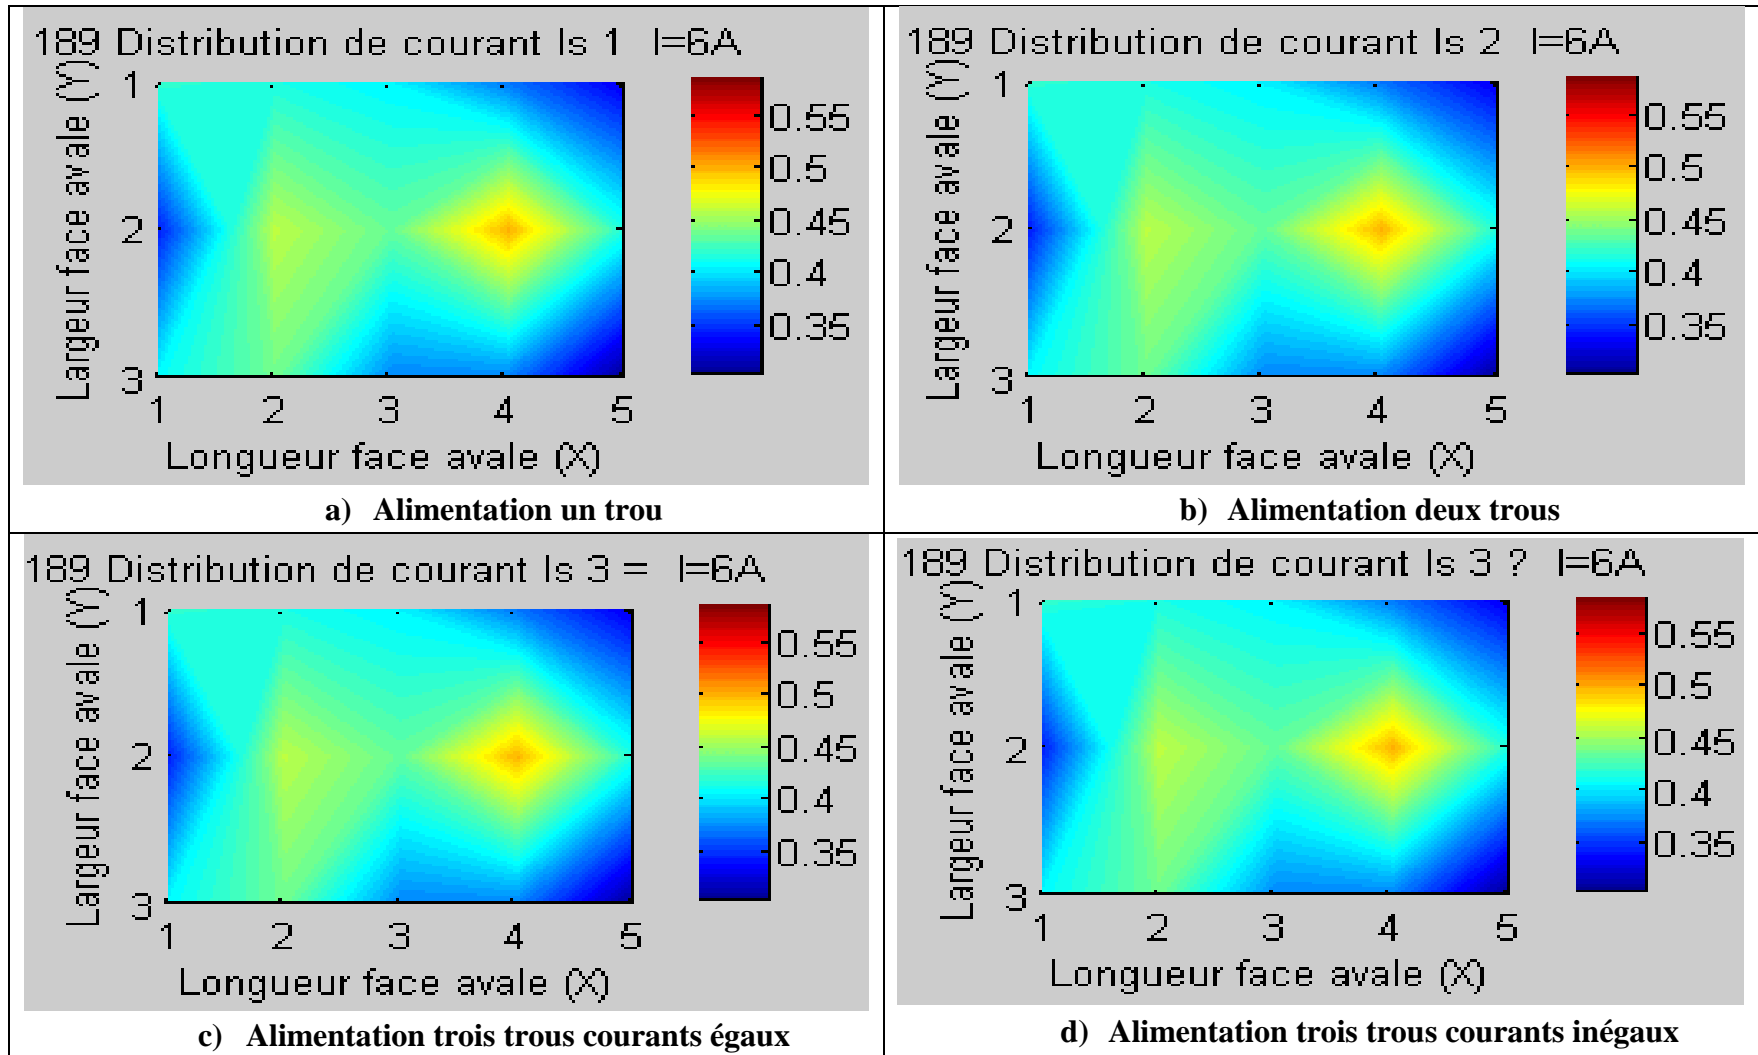 189 Distribution de courant Is 1 I=6A
Largeur face avale (Y)
1
2
3
1 2 3 4 5
Longueur face avale (X)
0.55
0.5
0.45
0.4
0.35
a) Alimentation un trou
189 Distribution de courant Is 2 I=6A
Largeur face avale (Y)
1
2
3
1 2 3 4 5
Longueur face avale (X)
0.55
0.5
0.45
0.4
0.35
b) Alimentation deux trous
189 Distribution de courant Is 3 = I=6A
Largeur face avale (Y)
1
2
3
1 2 3 4 5
Longueur face avale (X)
0.55
0.5
0.45
0.4
0.35
c) Alimentation trois trous courants égaux
189 Distribution de courant Is 3 ? I=6A
Largeur face avale (Y)
1
2
3
1 2 3 4 5
Longueur face avale (X)
0.55
0.5
0.45
0.4
0.35
d) Alimentation trois trous courants inégaux